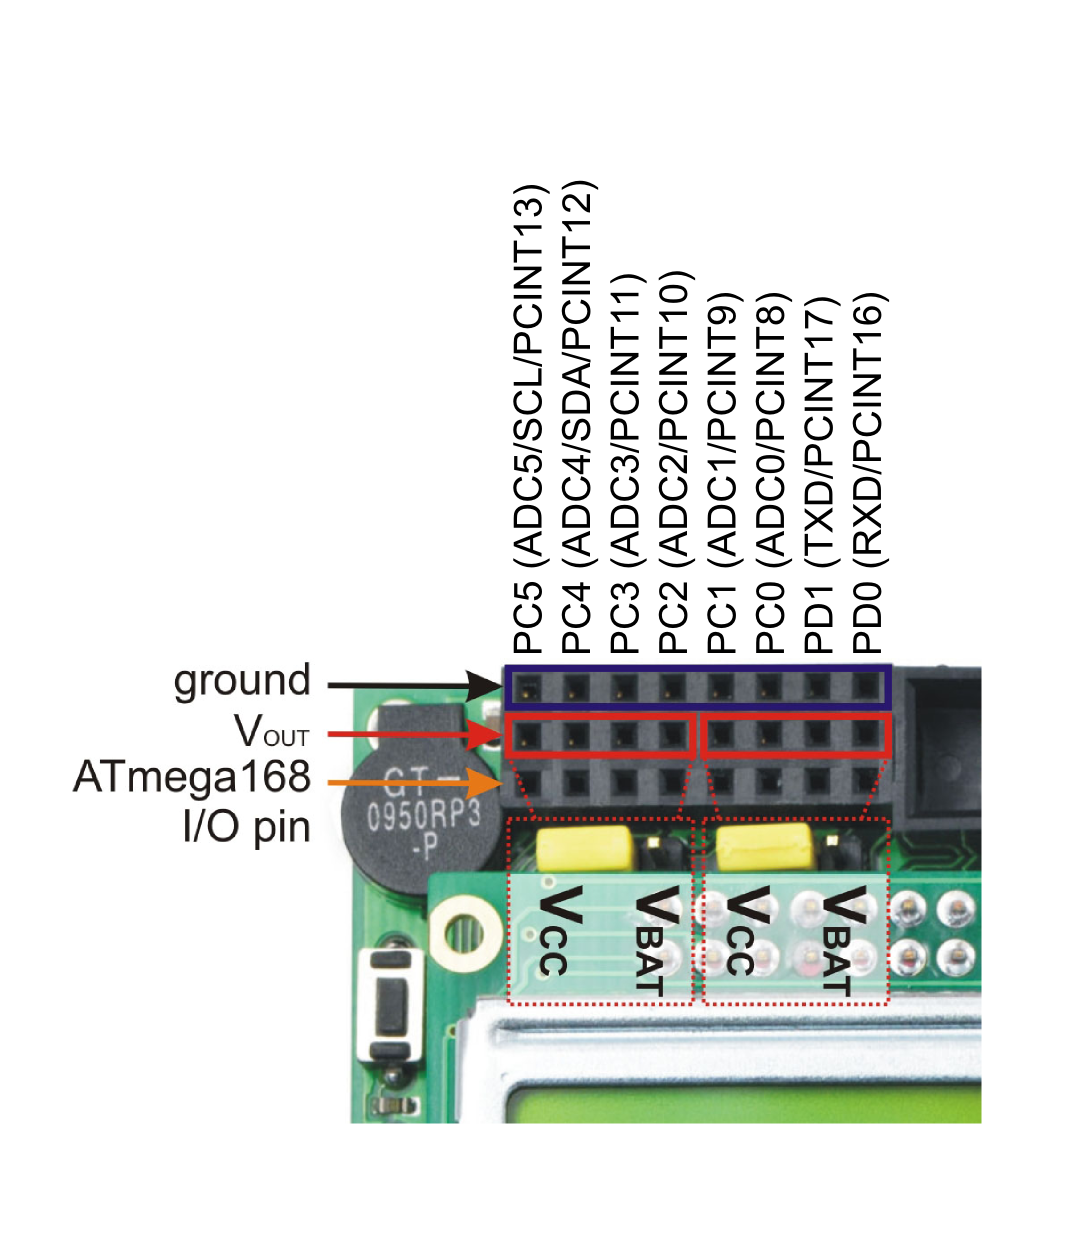 PC5 (ADC5/SCL/PCINT13)
PC4 (ADC4/SDA/PCINT12)
PC3 (ADC3/PCINT11)
PC2 (ADC2/PCINT10)
PC1 (ADC1/PCINT9)
PC0 (ADC0/PCINT8)
PD1 (TXD/PCINT17)
PD0 (RXD/PCINT16)
ground
VOUT
ATmega168
I/O pin
GT-
0950RP3
-P
VCC
VBAT
VCC
VBAT